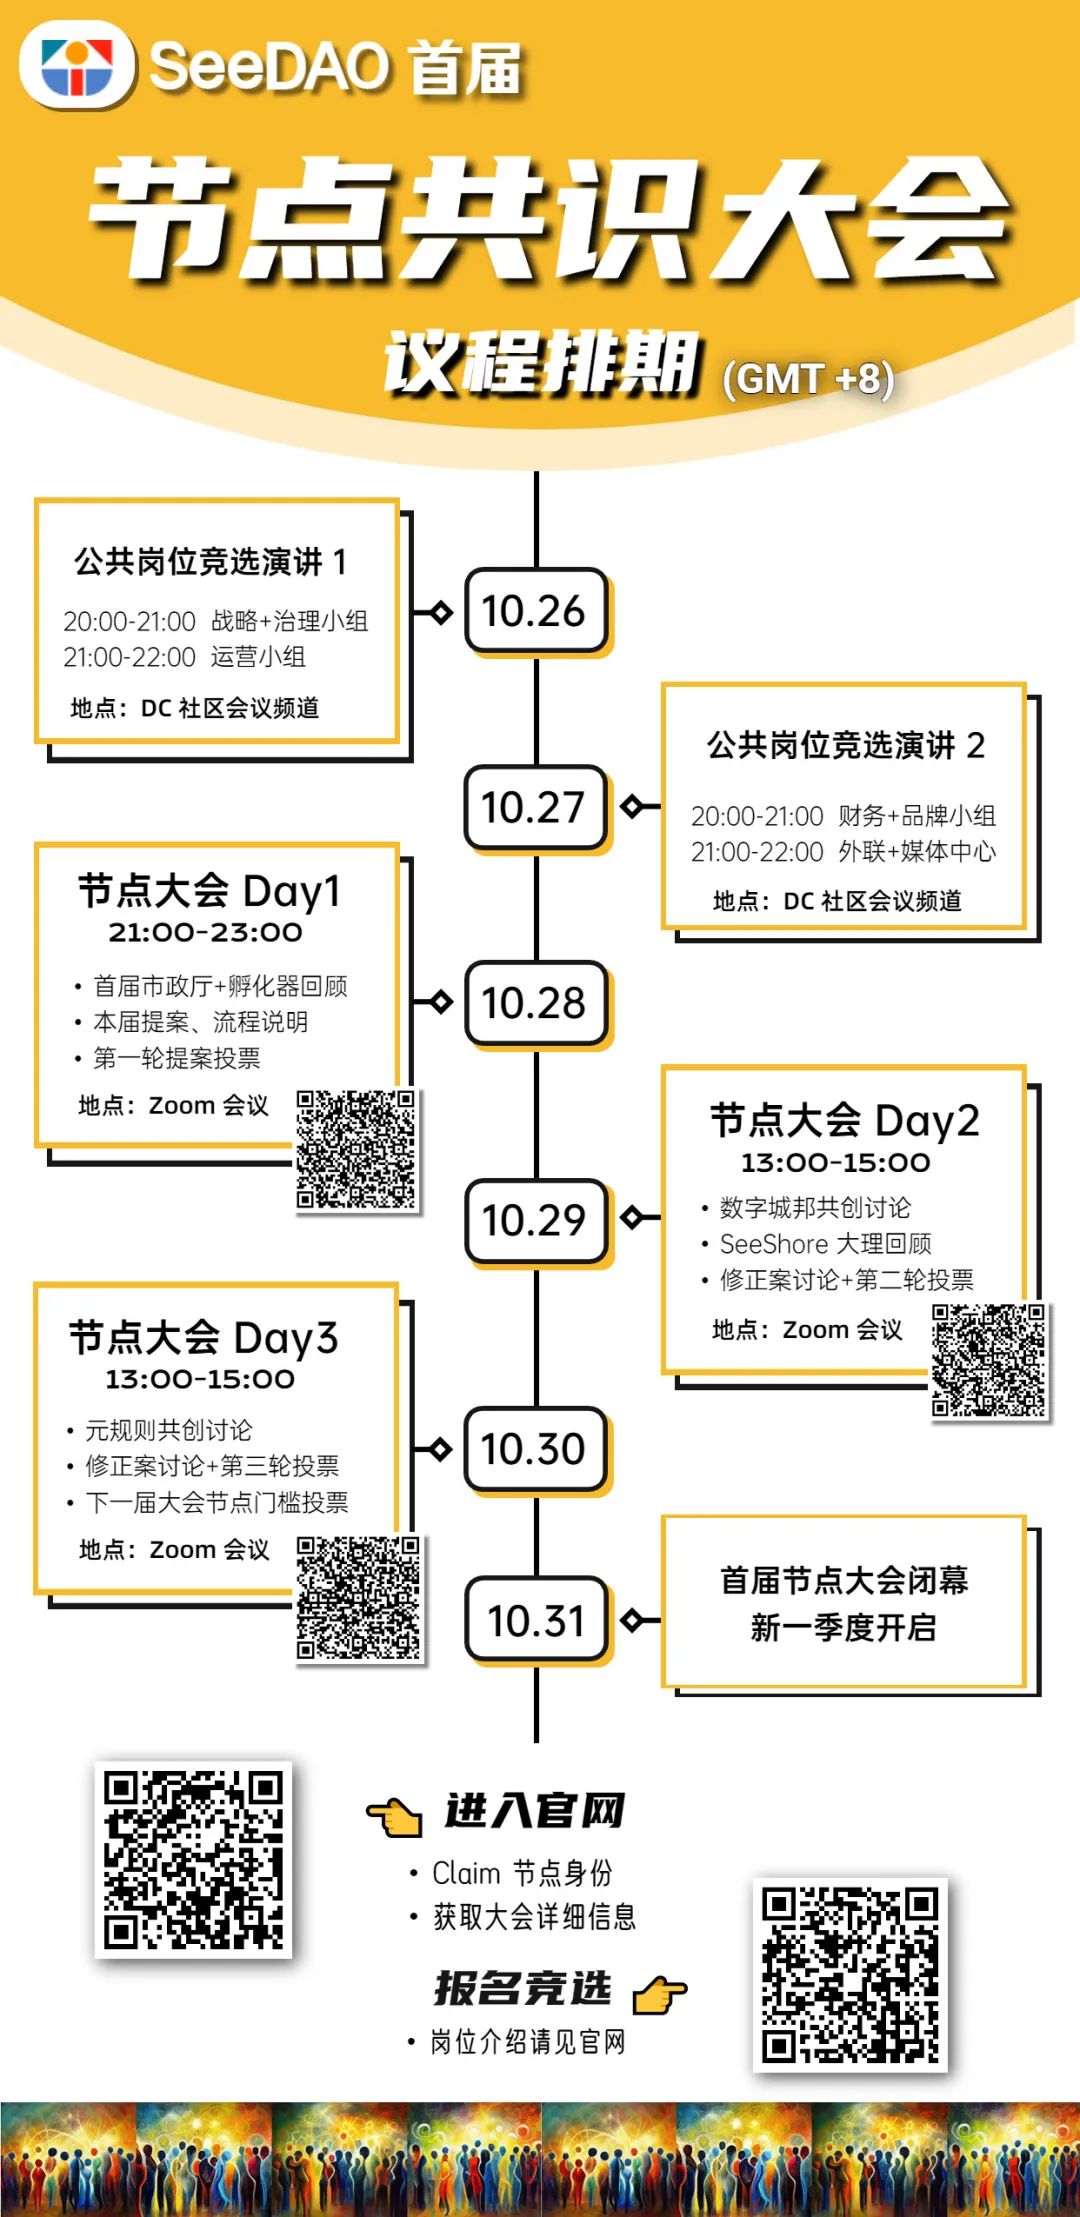 SeeDAO 首届
节点共识大会
议程排期 (GMT +8)
公共岗位竞选演讲 1
20:00-21:00 战略+治理小组
21:00-22:00 运营小组
地点：DC 社区会议频道
10.26
10.27
公共岗位竞选演讲 2
20:00-21:00 财务+品牌小组
21:00-22:00 外联+媒体中心
地点：DC 社区会议频道
节点大会 Day1
21:00-23:00
• 首届市政厅+孵化器回顾
• 本届提案、流程说明
• 第一轮提案投票
地点：Zoom 会议
10.28
10.29
节点大会 Day2
13:00-15:00
• 数字城邦共创讨论
• SeeShore 大理回顾
• 修正案讨论+第二轮投票
地点：Zoom 会议
节点大会 Day3
13:00-15:00
• 元规则共创讨论
• 修正案讨论+第三轮投票
• 下一届大会节点门槛投票
地点：Zoom 会议
10.30
10.31
首届节点大会闭幕
新一季度开启
进入官网
• Claim 节点身份
• 获取大会详细信息
报名竞选
• 岗位介绍请见官网